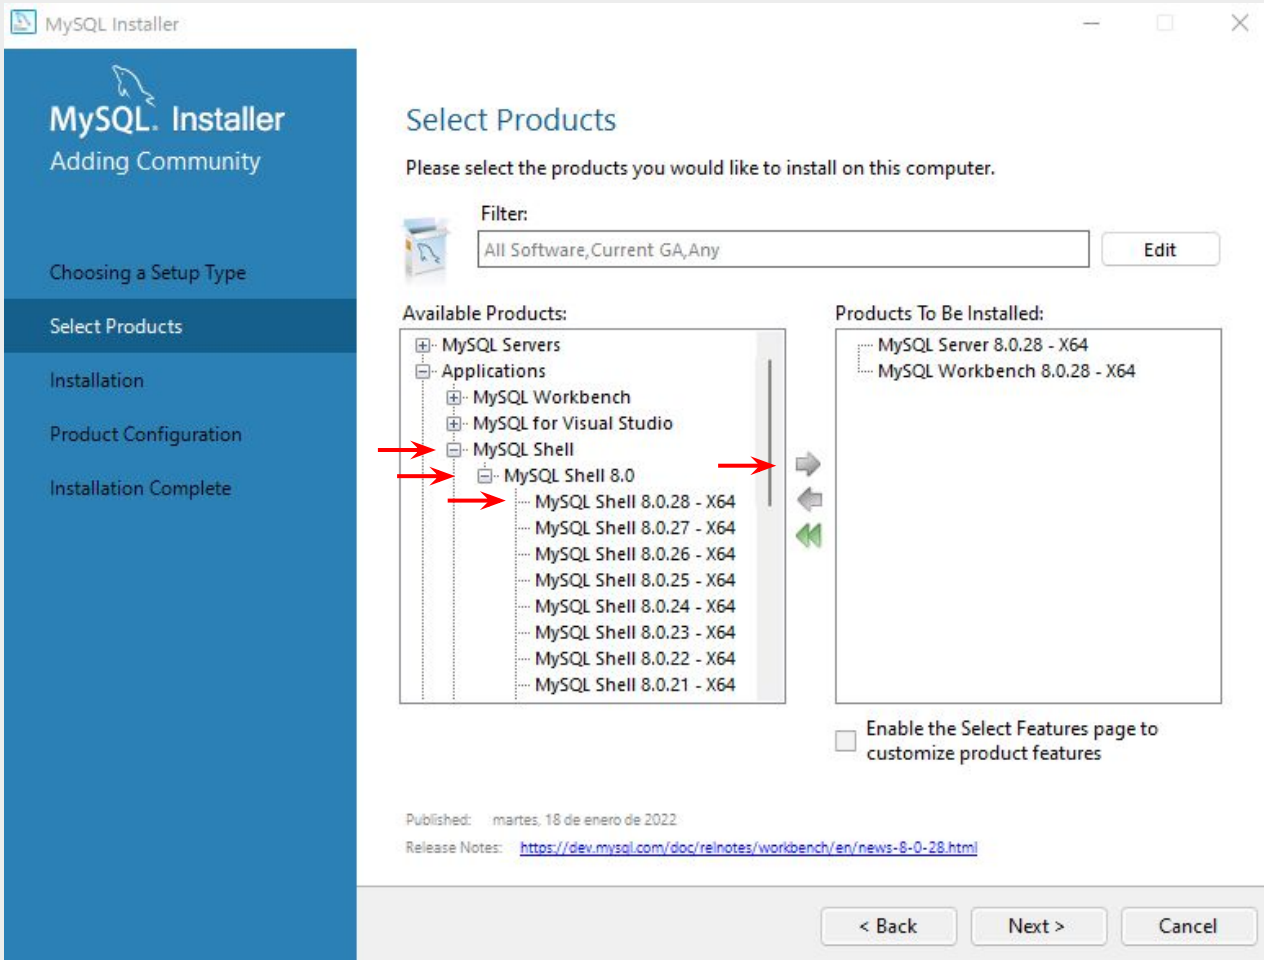 MySQL Installer
MySQL. Installer
Adding Community
Choosing a Setup Type
Select Products
Installation
Product Configuration
Installation Complete
Select Products
Please select the products you would like to install on this computer.
Filter:
All Software,Current GA,Any
Edit
Available Products:
MySQL Servers
Applications
MySQL Workbench
MySQL for Visual Studio
MySQL Shell
MySQL Shell 8.0
MySQL Shell 8.0.28 - X64
MySQL Shell 8.0.27 - X64
MySQL Shell 8.0.26 - X64
MySQL Shell 8.0.25 - X64
MySQL Shell 8.0.24 - X64
MySQL Shell 8.0.23 - X64
MySQL Shell 8.0.22 - X64
MySQL Shell 8.0.21 - X64
Products To Be Installed:
MySQL Server 8.0.28 - X64
MySQL Workbench 8.0.28 - X64
Enable the Select Features page to
customize product features
Published: martes, 18 de enero de 2022
Release Notes: https://dev.mysql.com/doc/relnotes/workbench/en/news-8-0-28.html
< Back
Next >
Cancel